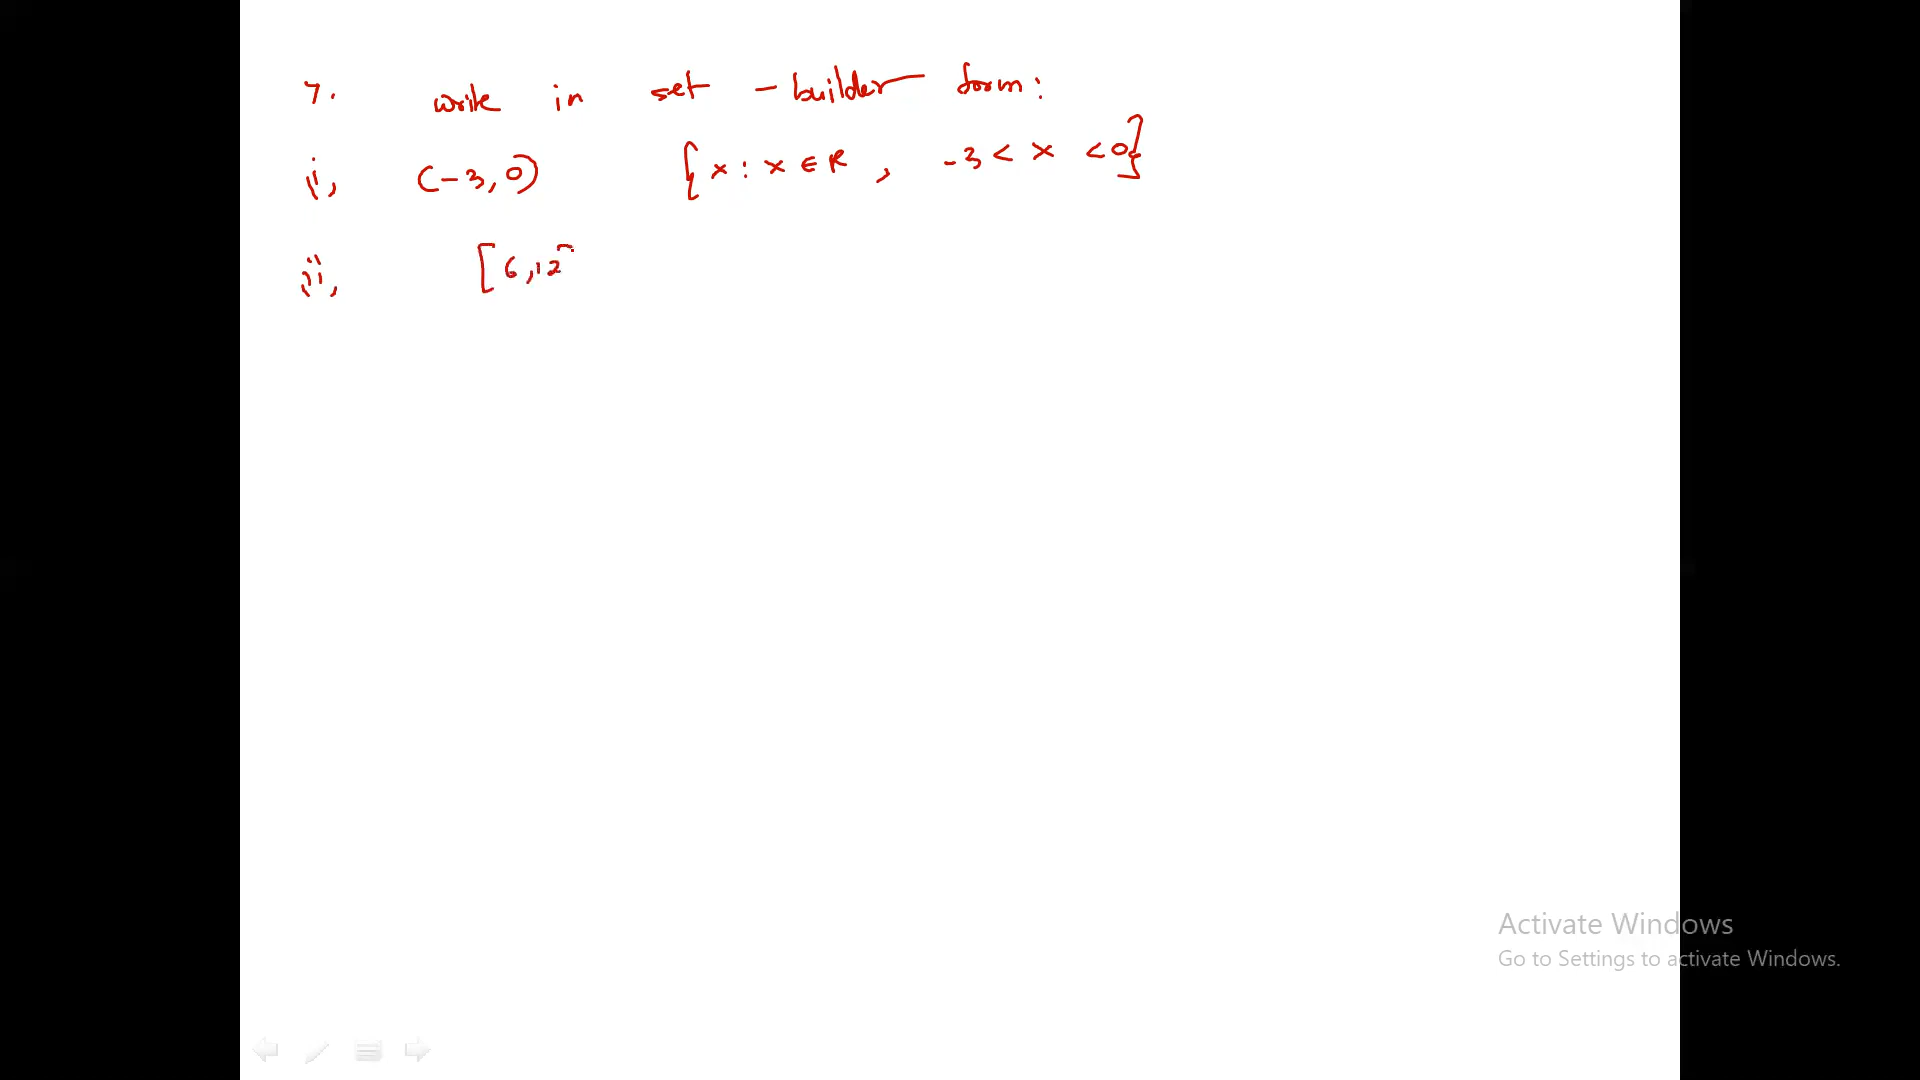 7. write in set-builder form:
i, (-3,0) {x : x ∈ R, -3 < x < 0}
ii, [6,12
Activate Windows
Go to Settings to activate Windows.